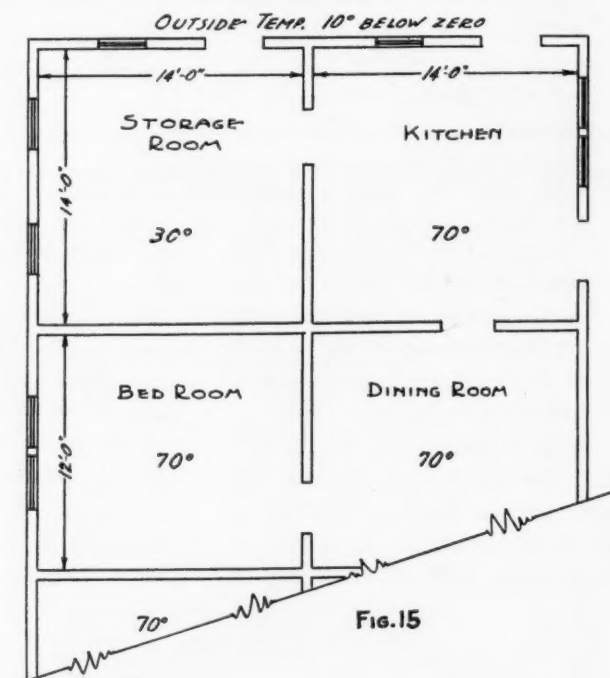 OUTSIDE TEMP. 10° BELOW ZERO
14'-0"
14'-0"
STORAGE
ROOM
KITCHEN
14'-0"
30°
70°
BED ROOM
DINING ROOM
12'-0"
70°
70°
70°
FIG.15